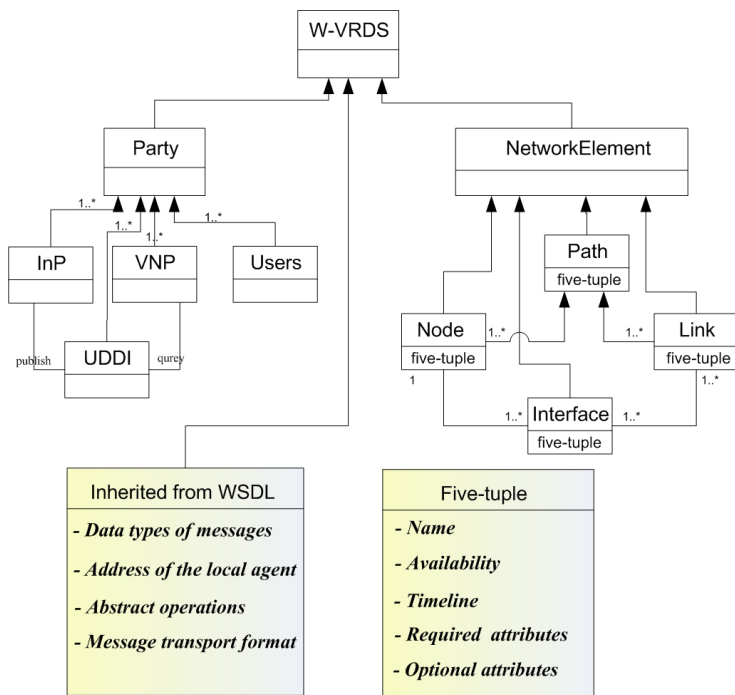 W-VRDS
Party
NetworkElement
1..*
1..*
1..*
1..*
InP
VNP
Users
Path
five-tuple
Node
five-tuple
1..*
1..*
Link
five-tuple
publish
UDDI
qurey
1
1..*
Interface
five-tuple
1..*
1..*
Inherited from WSDL
- Data types of messages
- Address of the local agent
- Abstract operations
- Message transport format
Five-tuple
- Name
- Availability
- Timeline
- Required attributes
- Optional attributes